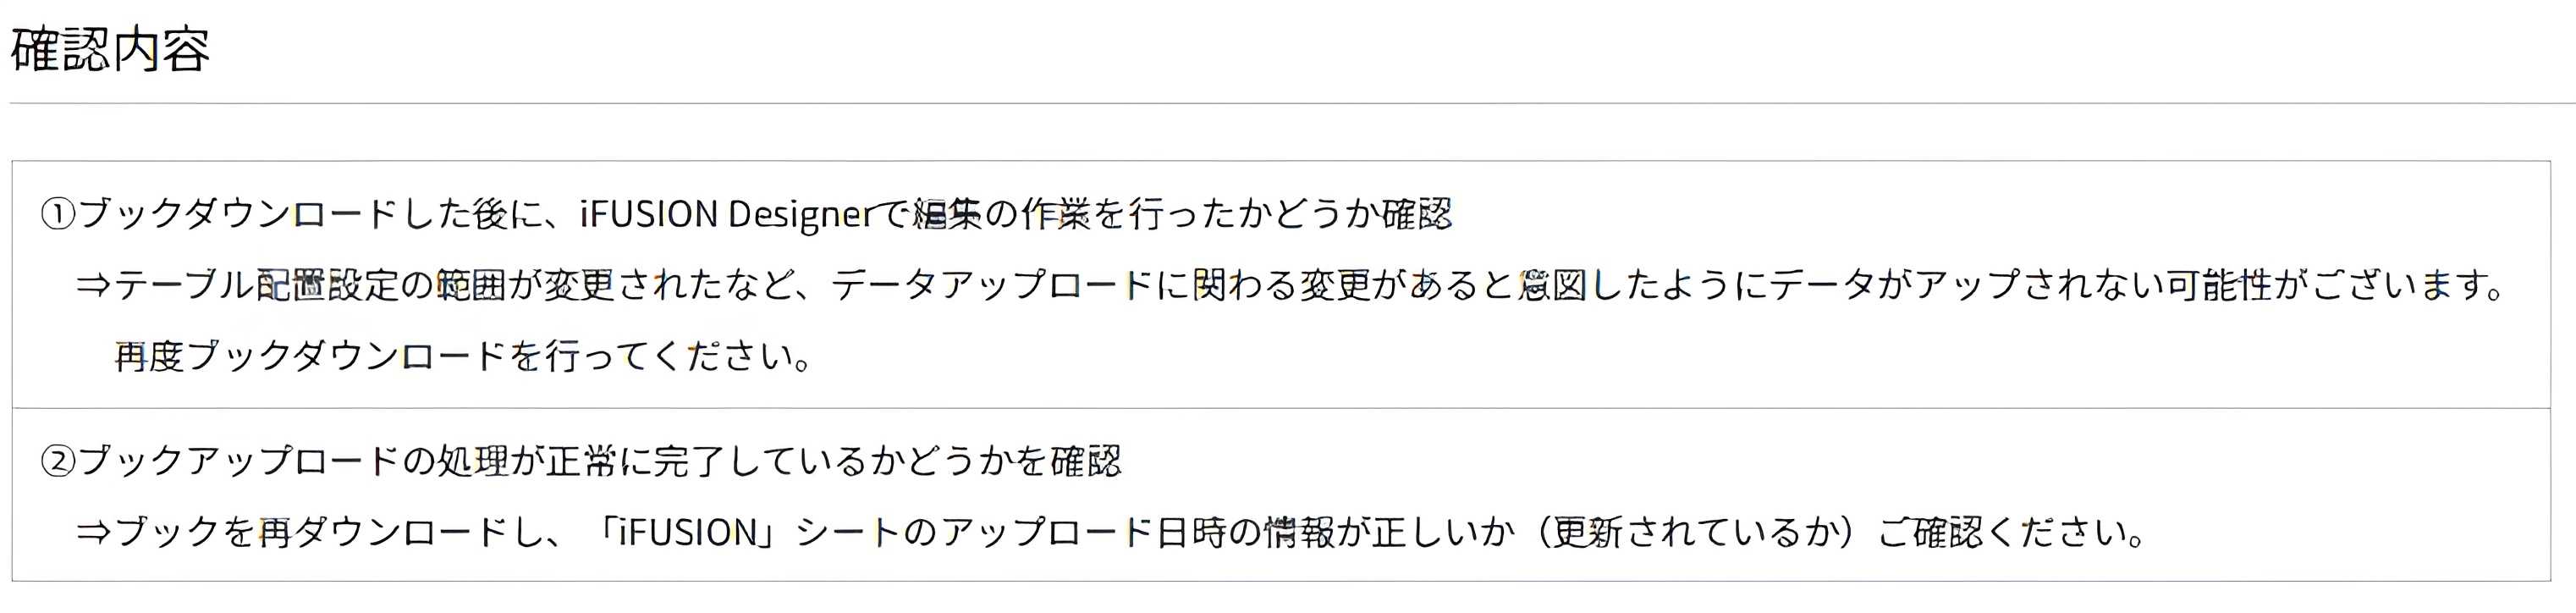 確認内容
①ブックダウンロードした後に、iFUSION Designerで編集の作業を行ったかどうか確認
⇒テーブル配置設定の範囲が変更されたなど、データアップロードに関わる変更があると意図したようにデータがアップされない可能性がございます。
再度ブックダウンロードを行ってください。
②ブックアップロードの処理が正常に完了しているかどうかを確認
⇒ブックを再ダウンロードし、「iFUSION」シートのアップロード日時の情報が正しいか（更新されているか）ご確認ください。